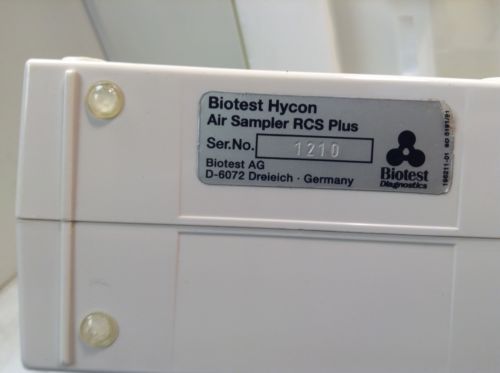 Biotest Hycon
Air Sampler RCS Plus
Ser.No. 1210
Biotest AG
D-6072 Dreieich · Germany
Biotest
Diagnostics